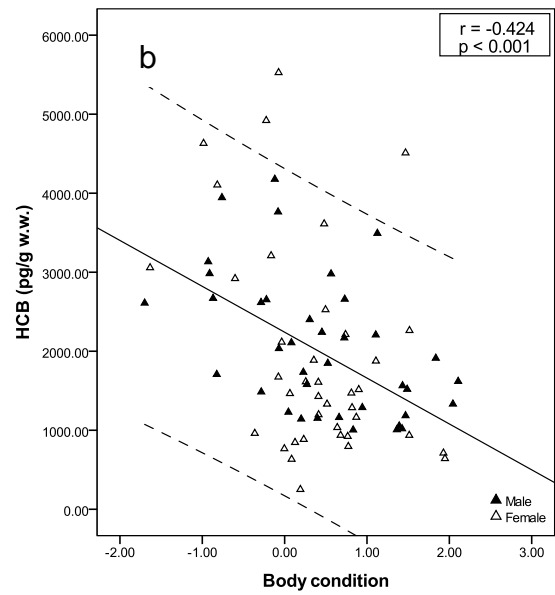 r = -0.424
p < 0.001
b
6000.00
5000.00
4000.00
3000.00
2000.00
1000.00
0.00
HCB (pg/g w.w.)
Male
Female
-2.00 -1.00 0.00 1.00 2.00 3.00
Body condition